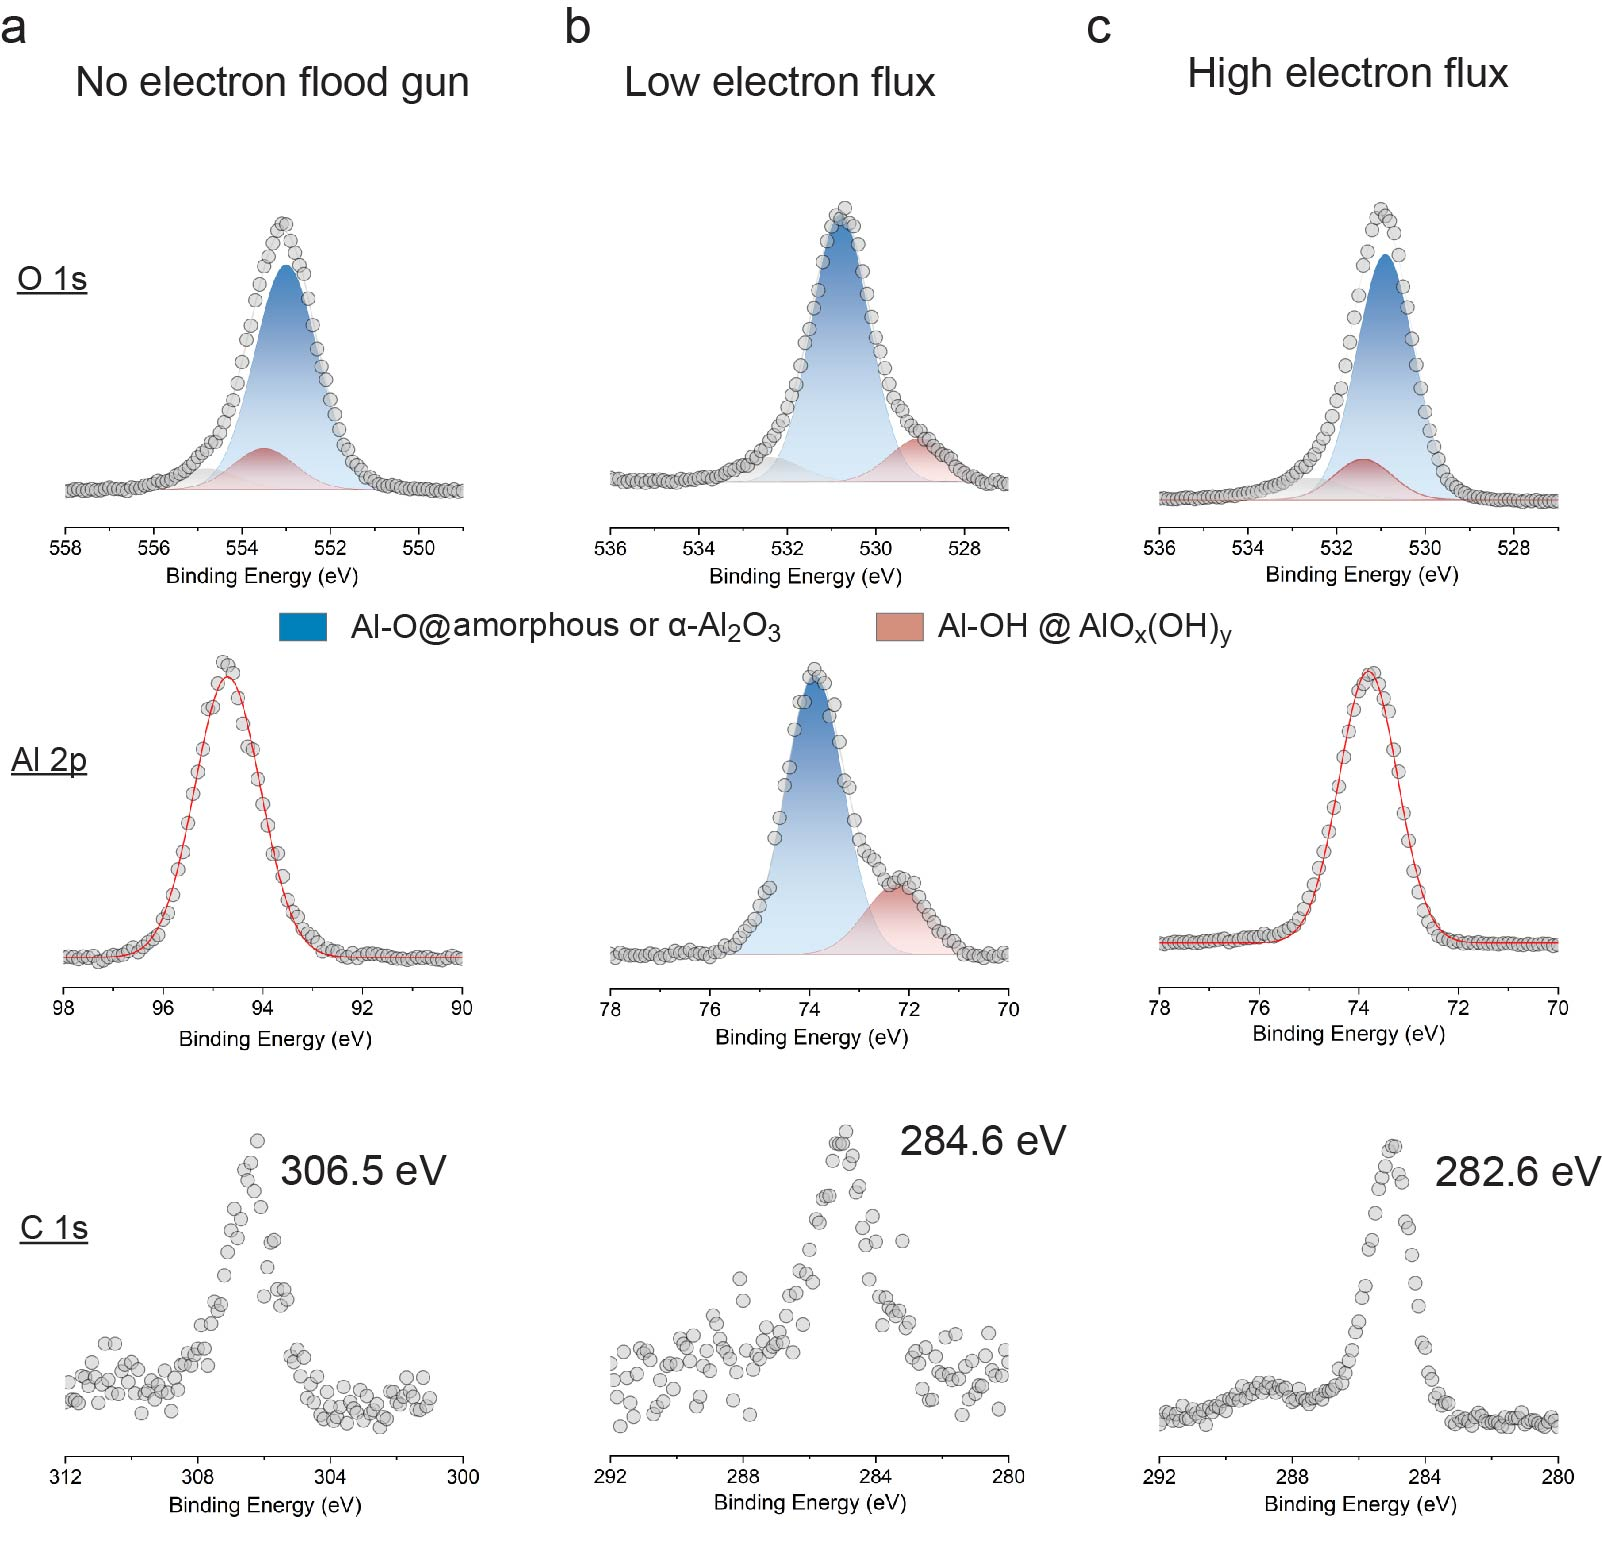 a
b
c
No electron flood gun
Low electron flux
High electron flux
O 1s
558 556 554 552 550
Binding Energy (eV)
536 534 532 530 528
Binding Energy (eV)
536 534 532 530 528
Binding Energy (eV)
Al-O@amorphous or α-Al₂O₃
Al-OH @ AlOₓ(OH)ᵧ
Al 2p
98 96 94 92 90
Binding Energy (eV)
78 76 74 72 70
Binding Energy (eV)
78 76 74 72 70
Binding Energy (eV)
C 1s
306.5 eV
284.6 eV
282.6 eV
312 308 304 300
Binding Energy (eV)
292 288 284 280
Binding Energy (eV)
292 288 284 280
Binding Energy (eV)